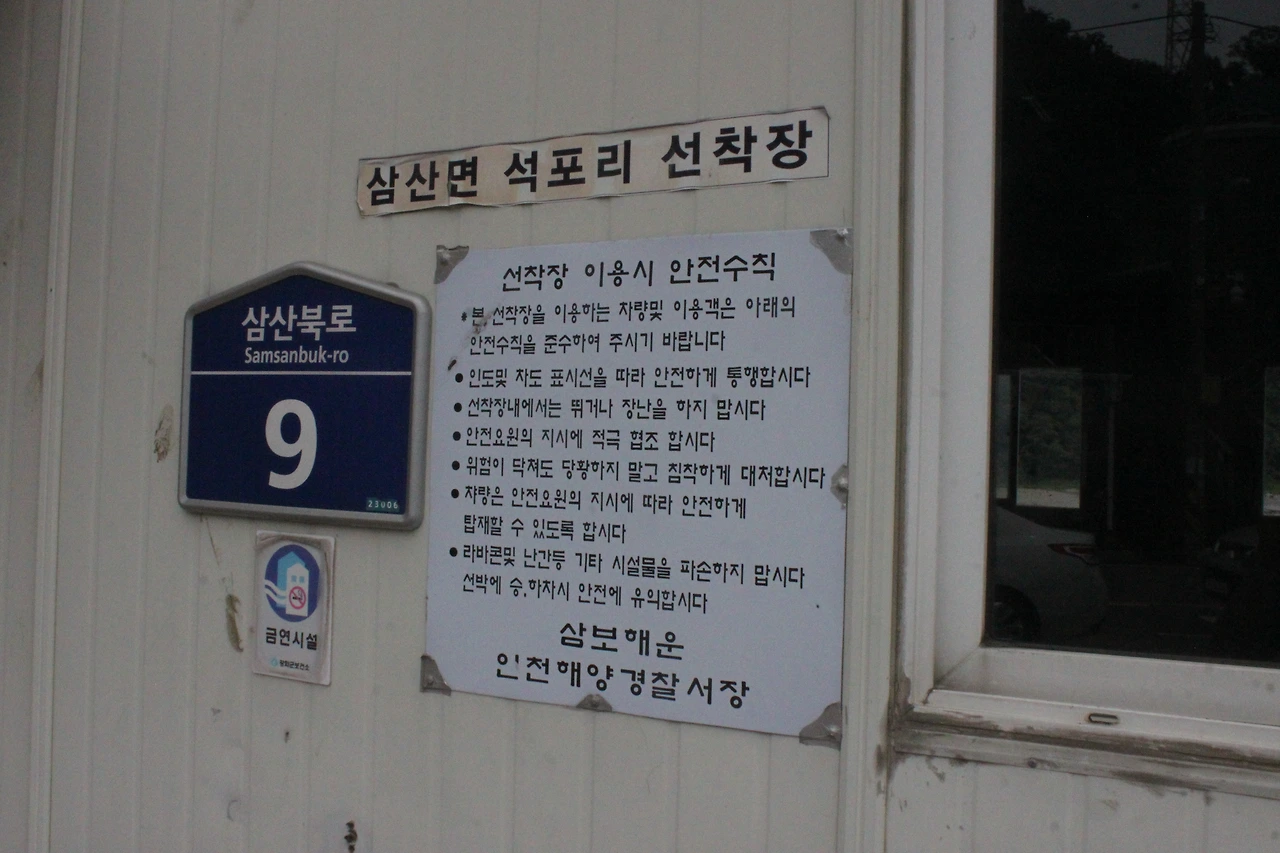 삼산면 석포리 선착장
삼산북로
Samsanbuk-ro
9
23006
금연시설
강화군보건소
선착장 이용시 안전수칙
*본 선착장을 이용하는 차량및 이용객은 아래의
안전수칙을 준수하여 주시기 바랍니다
●인도및 차도 표시선을 따라 안전하게 통행합시다
●선착장내에서는 뛰거나 장난을 하지 맙시다
●안전요원의 지시에 적극 협조 합시다
●위험이 닥쳐도 당황하지 말고 침착하게 대처합시다
●차량은 안전요원의 지시에 따라 안전하게
탑재할 수 있도록 합시다
●라바콘및 난간등 기타 시설물을 파손하지 맙시다
선박에 승.하차시 안전에 유의합시다
삼보해운
인천해양경찰서장